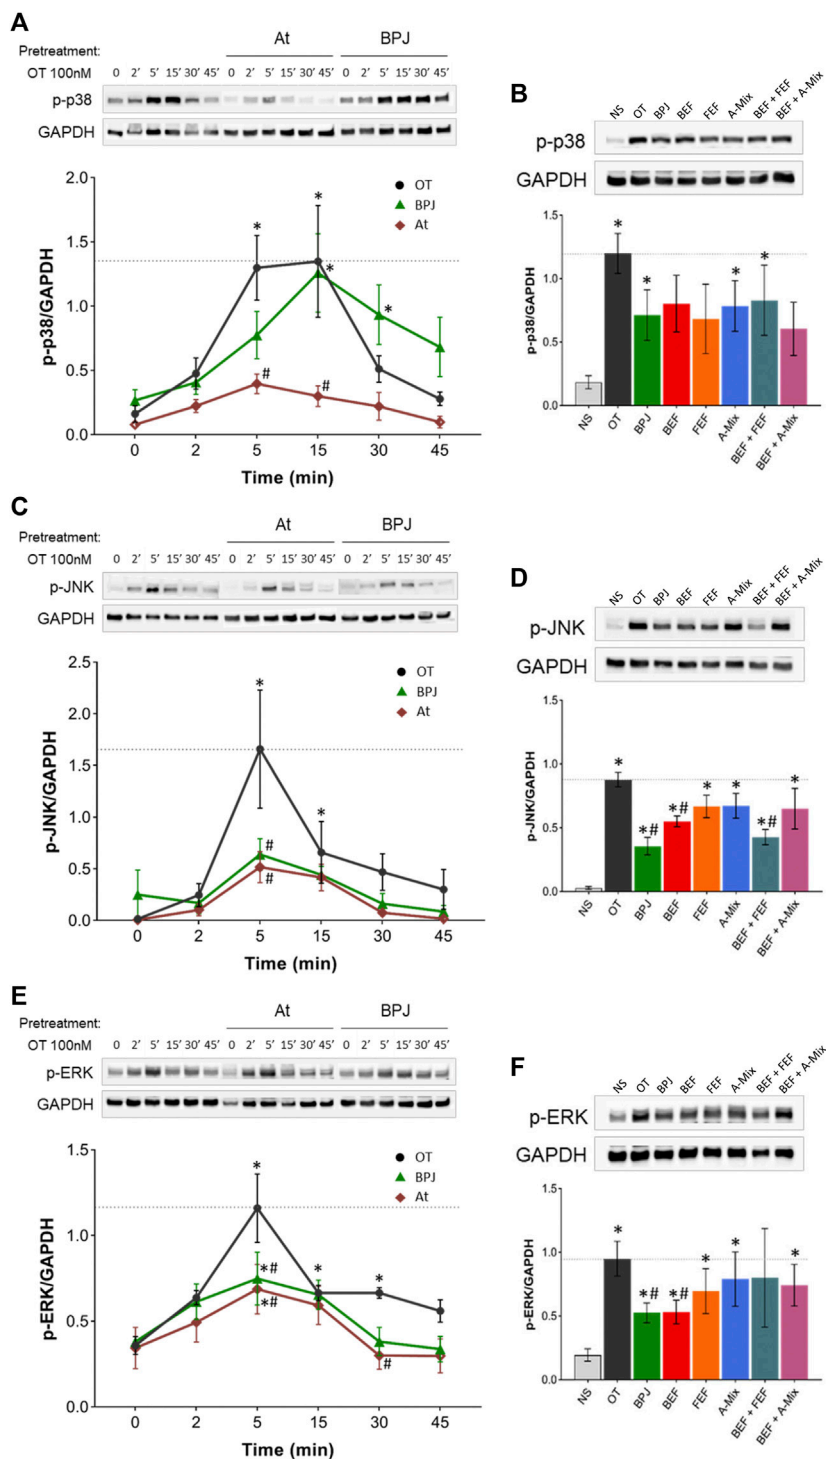 A
At BPJ
Pretreatment:
OT 100nM 0 2' 5' 15' 30' 45' 0 2' 5' 15' 30' 45' 0 2' 5' 15' 30' 45'
p-p38
GAPDH
2.0
1.5
1.0
0.5
0.0
p-p38/GAPDH
OT
BPJ
At
* * * * # #
0 2 5 15 30 45
Time (min)
B
NS OT BPJ BEF FEF A-Mix BEF + FEF BEF + A-Mix
p-p38
GAPDH
1.5
1.0
0.5
0.0
p-p38/GAPDH
* * * *
NS OT BPJ BEF FEF A-Mix BEF + FEF BEF + A-Mix
C
At BPJ
Pretreatment:
OT 100nM 0 2' 5' 15' 30' 45' 0 2' 5' 15' 30' 45' 0 2' 5' 15' 30' 45'
p-JNK
GAPDH
2.5
2.0
1.5
1.0
0.5
0.0
p-JNK/GAPDH
OT
BPJ
At
* * # #
0 2 5 15 30 45
Time (min)
D
NS OT BPJ BEF FEF A-Mix BEF + FEF BEF + A-Mix
p-JNK
GAPDH
1.5
1.0
0.5
0.0
p-JNK/GAPDH
* *# *# * * *# *
NS OT BPJ BEF FEF A-Mix BEF + FEF BEF + A-Mix
E
At BPJ
Pretreatment:
OT 100nM 0 2' 5' 15' 30' 45' 0 2' 5' 15' 30' 45' 0 2' 5' 15' 30' 45'
p-ERK
GAPDH
1.5
1.0
0.5
0.0
p-ERK/GAPDH
OT
BPJ
At
* * * *# *# #
0 2 5 15 30 45
Time (min)
F
NS OT BPJ BEF FEF A-Mix BEF + FEF BEF + A-Mix
p-ERK
GAPDH
1.5
1.0
0.5
0.0
p-ERK/GAPDH
* *# *# * * *
NS OT BPJ BEF FEF A-Mix BEF + FEF BEF + A-Mix